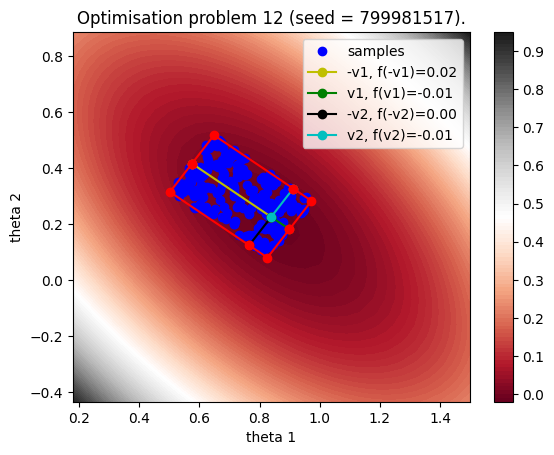 Optimisation problem 12 (seed = 799981517).
samples
-v1, f(-v1)=0.02
v1, f(v1)=-0.01
-v2, f(-v2)=0.00
v2, f(v2)=-0.01
theta 2
0.8
0.6
0.4
0.2
0.0
−0.2
−0.4
0.2 0.4 0.6 0.8 1.0 1.2 1.4
theta 1
0.9
0.8
0.7
0.6
0.5
0.4
0.3
0.2
0.1
0.0